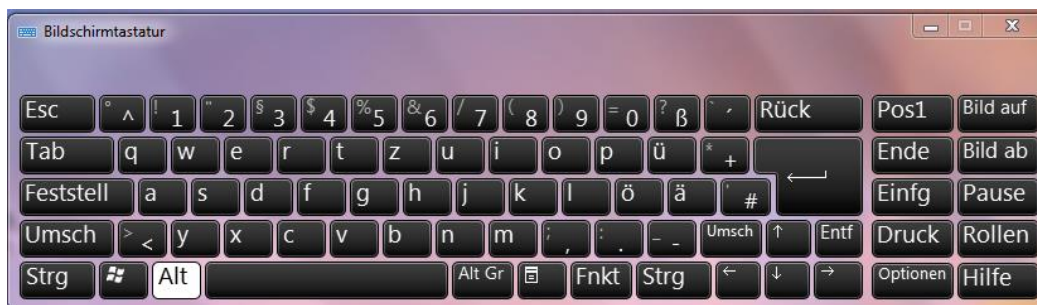 Bildschirmtastatur
Esc ° ^ ! 1 " 2 § 3 $ 4 % 5 & 6 / 7 ( 8 ) 9 = 0 ? ß ` ´ Rück Pos1 Bild auf
Tab q w e r t z u i o p ü * + Ende Bild ab
Feststell a s d f g h j k l ö ä ' # Einfg Pause
Umsch > < y x c v b n m ; , : . _ - Umsch ↑ Entf Druck Rollen
Strg Alt Alt Gr Fnkt Strg ← ↓ → Optionen Hilfe